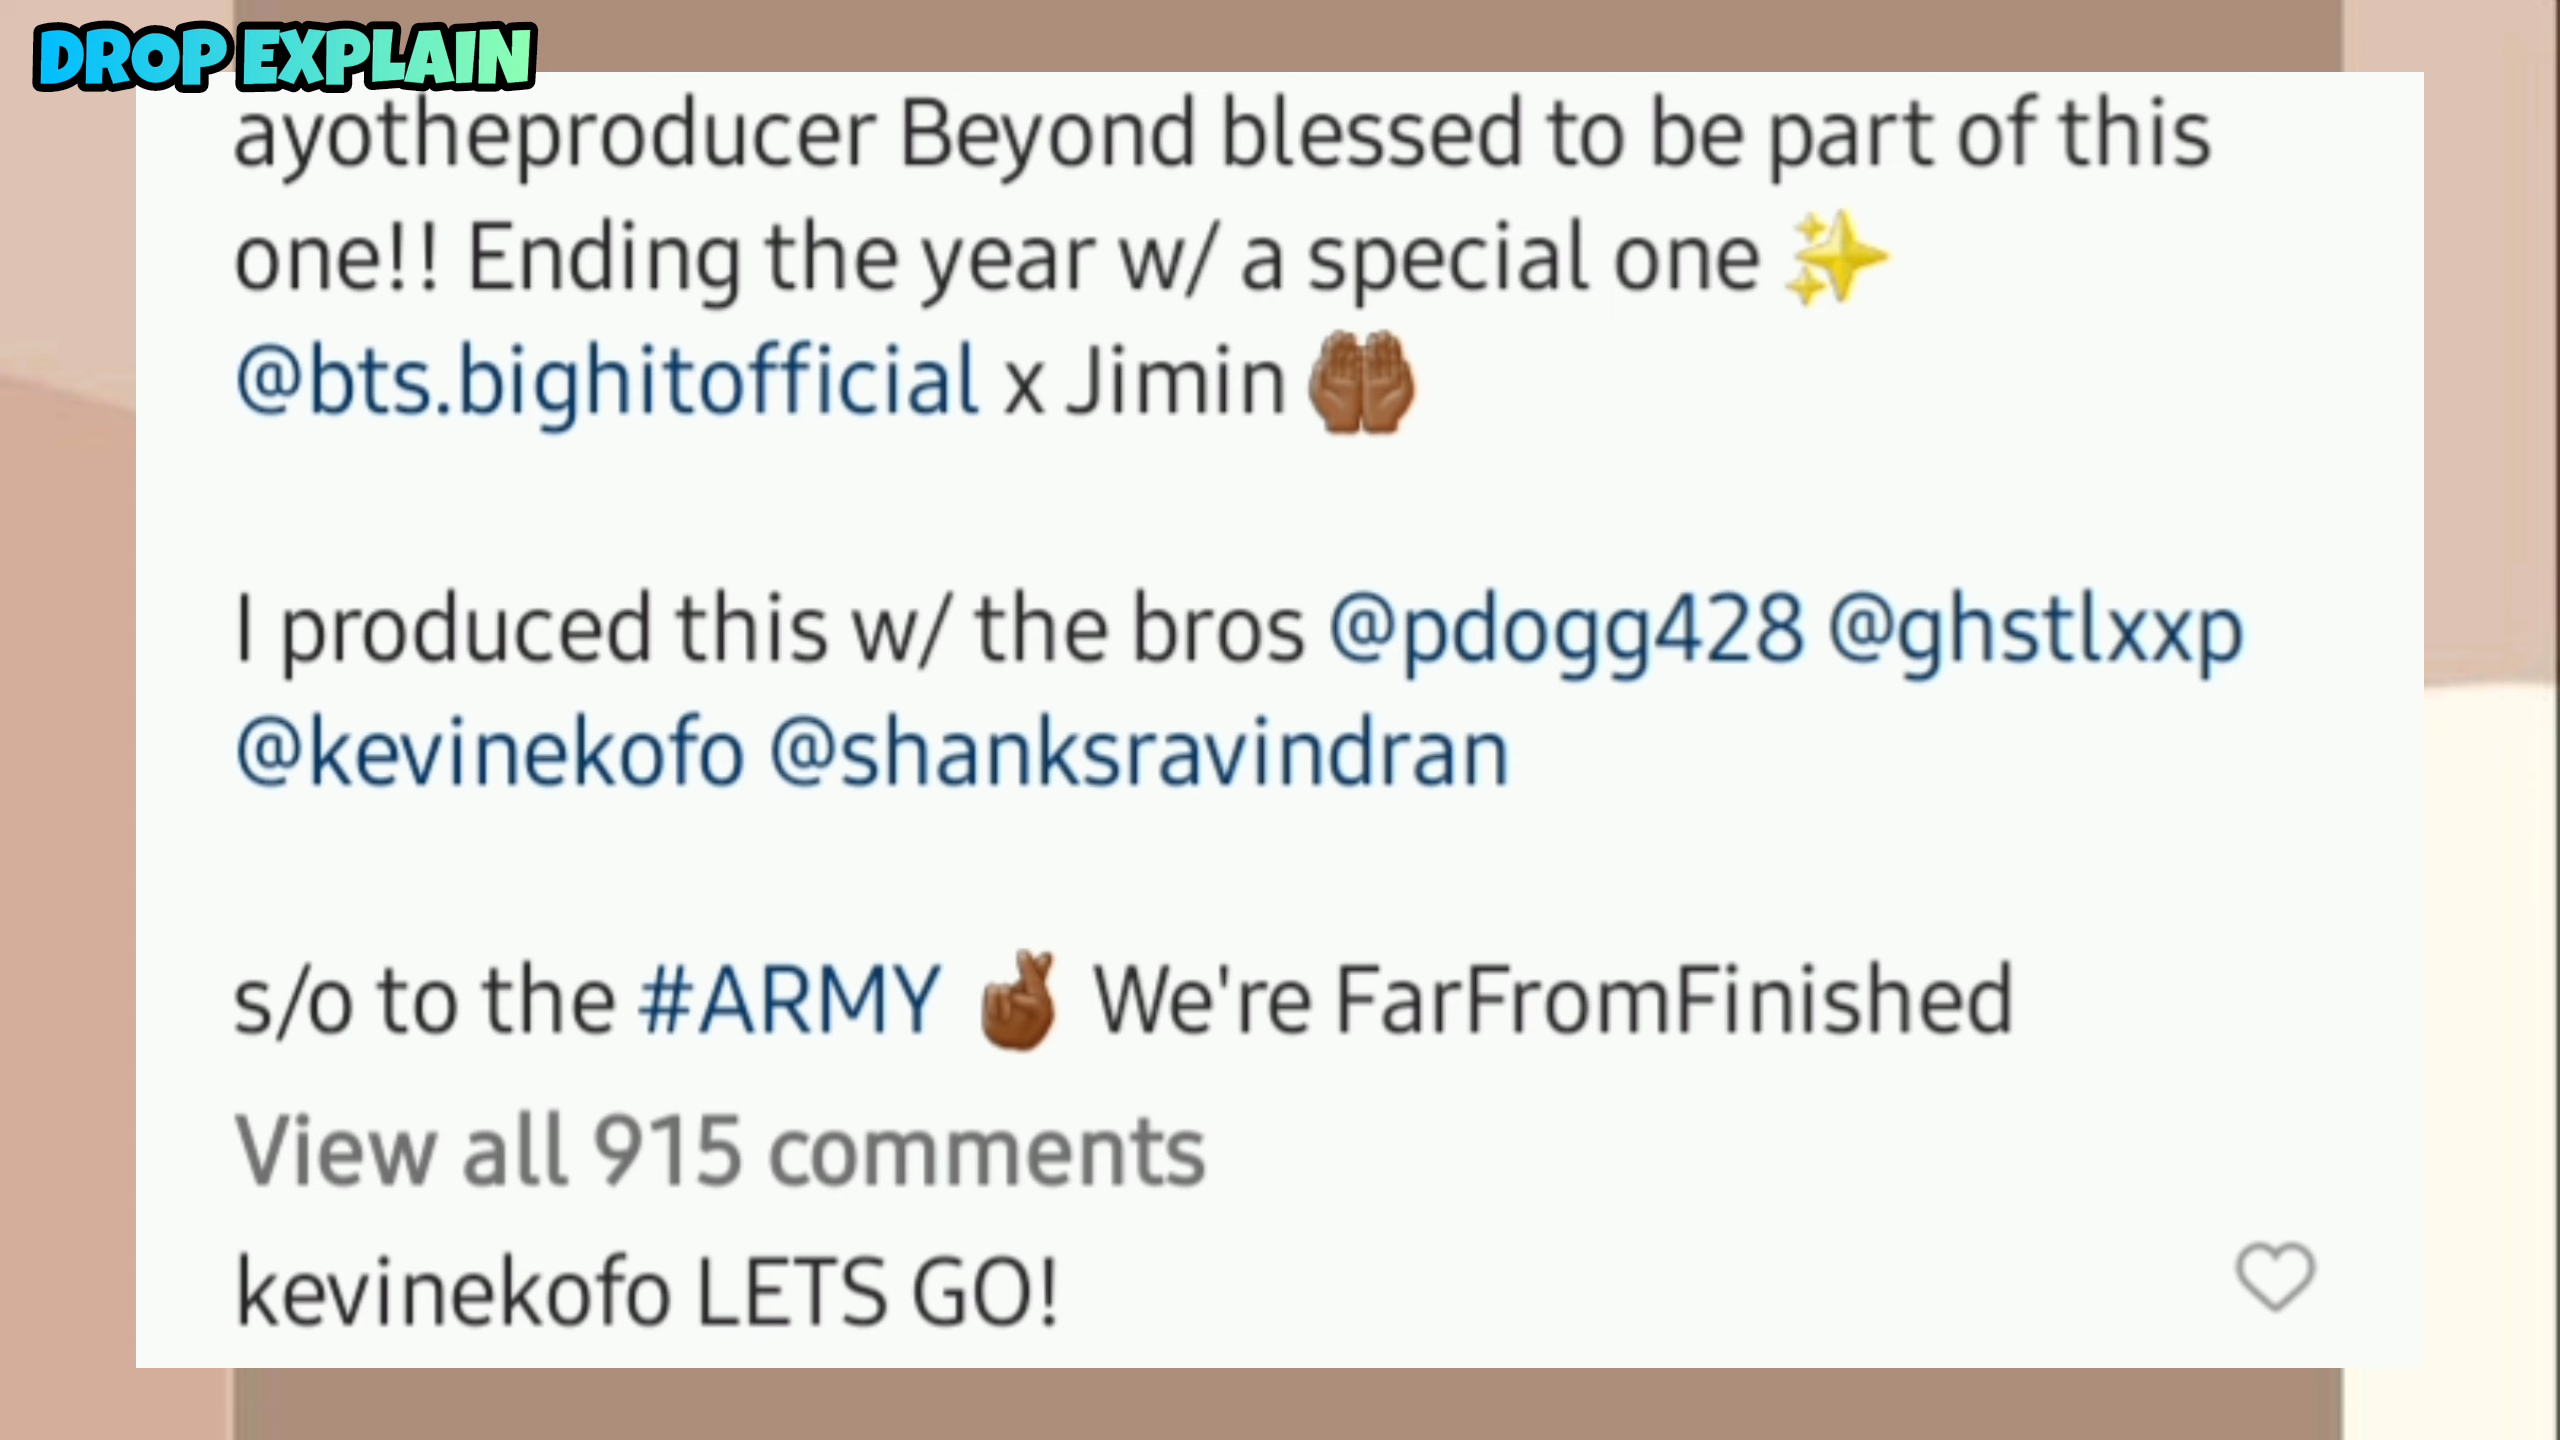 DROP EXPLAIN
ayotheproducer Beyond blessed to be part of this
one!! Ending the year w/ a special one ✨
@bts.bighitofficial x Jimin 🤲🏾
I produced this w/ the bros @pdogg428 @ghstlxxp
@kevinekofo @shanksravindran
s/o to the #ARMY 🤞🏾 We're FarFromFinished
View all 915 comments
kevinekofo LETS GO!